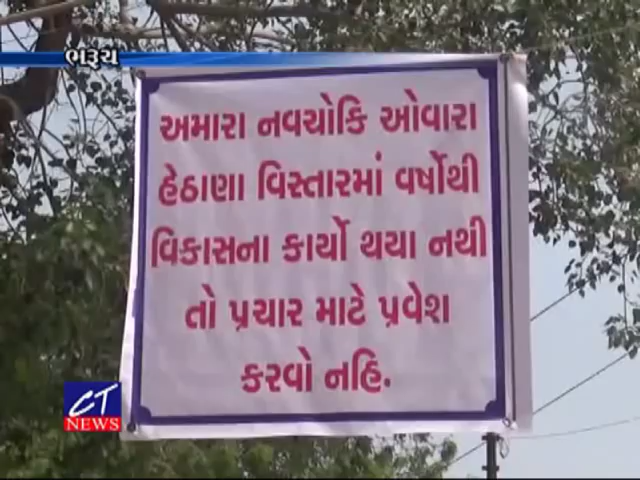 ભરૂચ
અમારા નવચોકિ ઓવારા
હેઠાણા વિસ્તારમાં વર્ષોથી
વિકાસના કાર્યો થયા નથી
તો પ્રચાર માટે પ્રવેશ
કરવો નહિ.
CT
NEWS